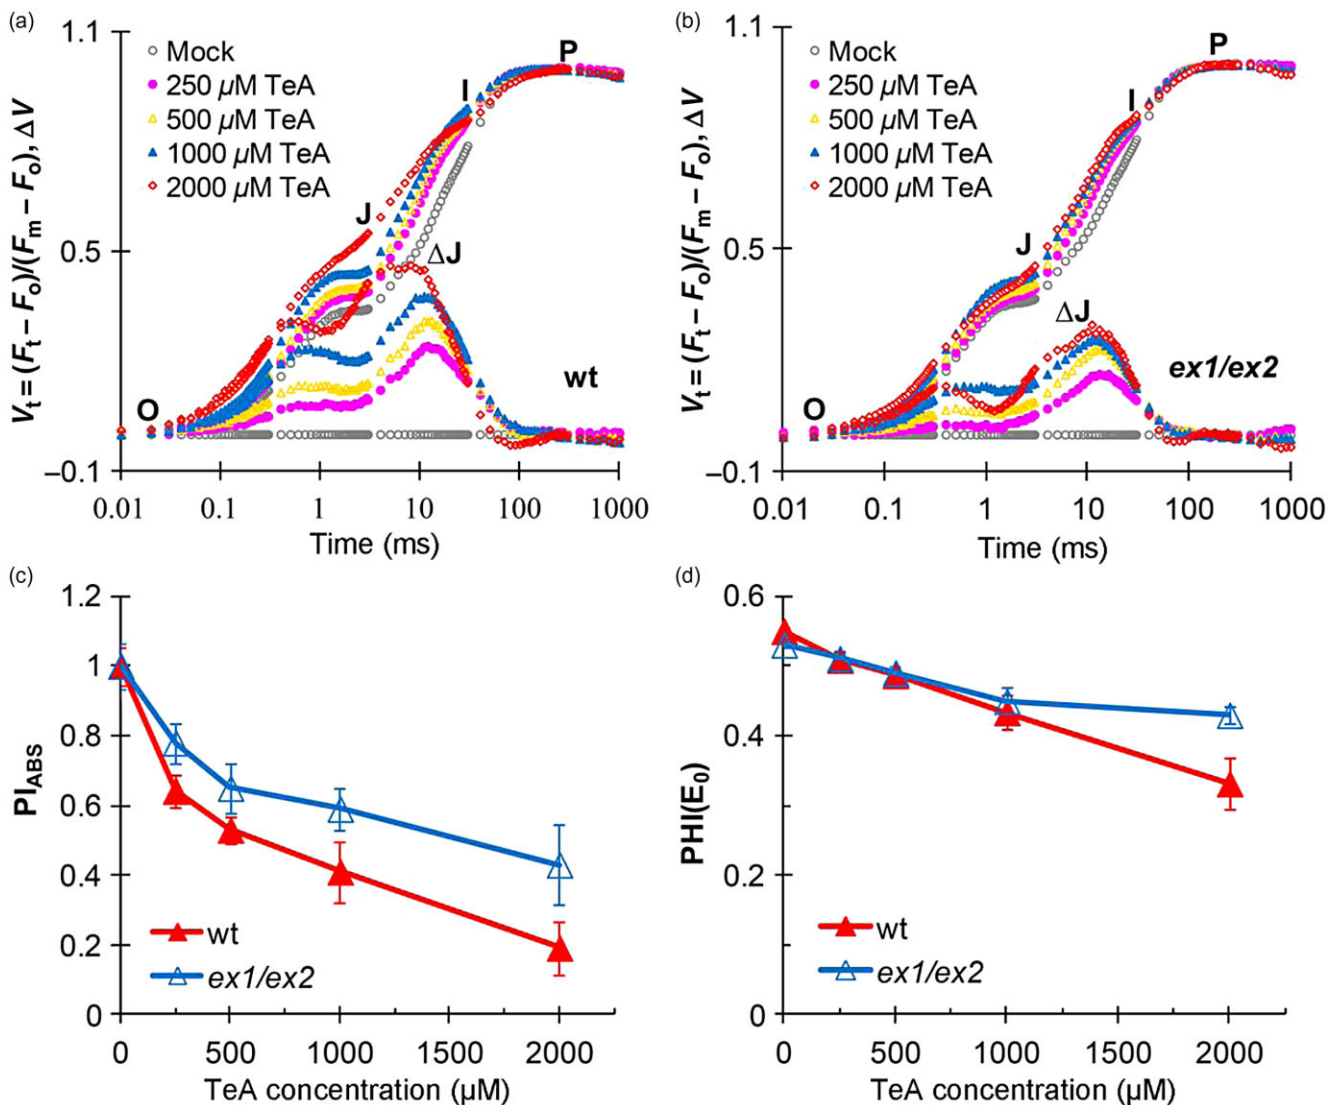 (a)
1.1
0.5
–0.1
V_t = (F_t – F_o)/(F_m – F_o), ΔV
Mock
250 µM TeA
500 µM TeA
1000 µM TeA
2000 µM TeA
O
J
I
P
ΔJ
wt
0.01 0.1 1 10 100 1000
Time (ms)
(b)
1.1
0.5
–0.1
V_t = (F_t – F_o)/(F_m – F_o), ΔV
Mock
250 µM TeA
500 µM TeA
1000 µM TeA
2000 µM TeA
O
J
I
P
ΔJ
ex1/ex2
0.01 0.1 1 10 100 1000
Time (ms)
(c)
1.2
1
0.8
0.6
0.4
0.2
0
PI_ABS
wt
ex1/ex2
0 500 1000 1500 2000
TeA concentration (µM)
(d)
0.6
0.4
0.2
0
PHI(E_0)
wt
ex1/ex2
0 500 1000 1500 2000
TeA concentration (µM)